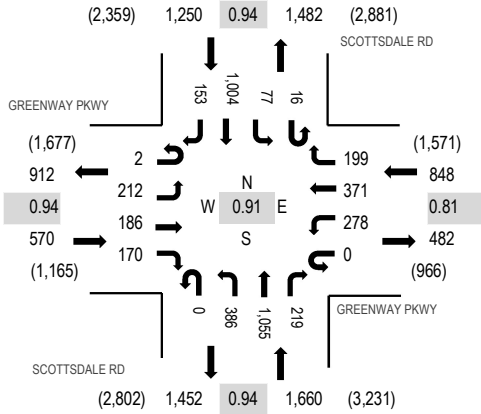 (2,359) 1,250 0.94 1,482 (2,881)
SCOTTSDALE RD
153 1,004 77 16
GREENWAY PKWY
(1,677)
912
0.94
570
(1,165)
2
212
186
170
N
W 0.91 E
S
199
371
278
0
(1,571)
848
0.81
482
(966)
0 386 1,055 219
GREENWAY PKWY
SCOTTSDALE RD
(2,802) 1,452 0.94 1,660 (3,231)